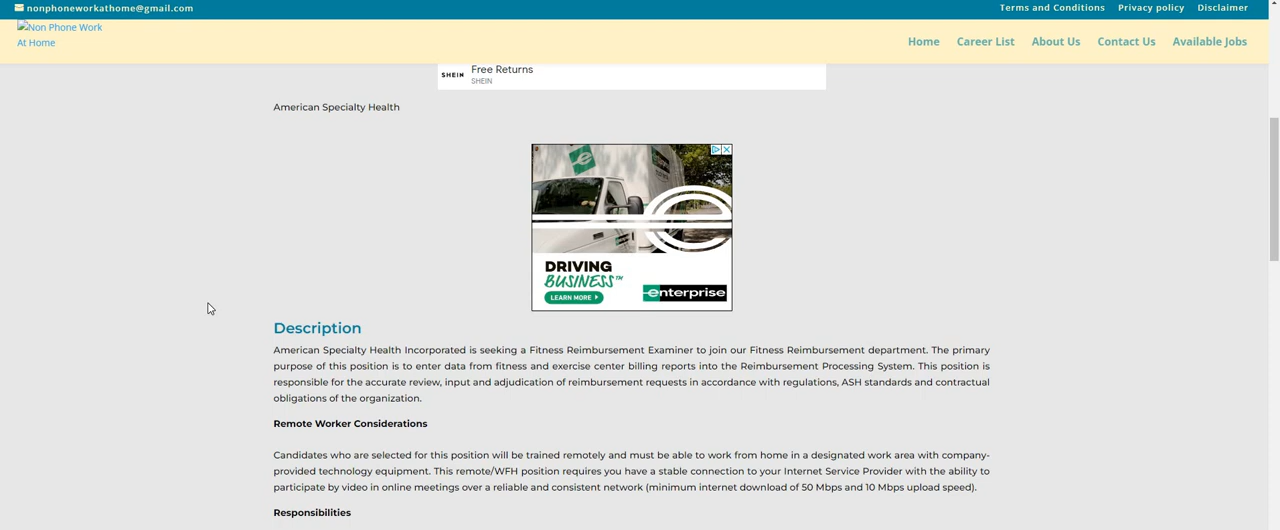 nonphoneworkathome@gmail.com
Terms and Conditions Privacy policy Disclaimer
Non Phone Work
At Home
Home Career List About Us Contact Us Available Jobs
SHEIN
Free Returns
SHEIN
American Specialty Health
enterprise
DRIVING
BUSINESS™
LEARN MORE
enterprise
Description
American Specialty Health Incorporated is seeking a Fitness Reimbursement Examiner to join our Fitness Reimbursement department. The primary
purpose of this position is to enter data from fitness and exercise center billing reports into the Reimbursement Processing System. This position is
responsible for the accurate review, input and adjudication of reimbursement requests in accordance with regulations, ASH standards and contractual
obligations of the organization.
Remote Worker Considerations
Candidates who are selected for this position will be trained remotely and must be able to work from home in a designated work area with company-
provided technology equipment. This remote/WFH position requires you have a stable connection to your Internet Service Provider with the ability to
participate by video in online meetings over a reliable and consistent network (minimum internet download of 50 Mbps and 10 Mbps upload speed).
Responsibilities